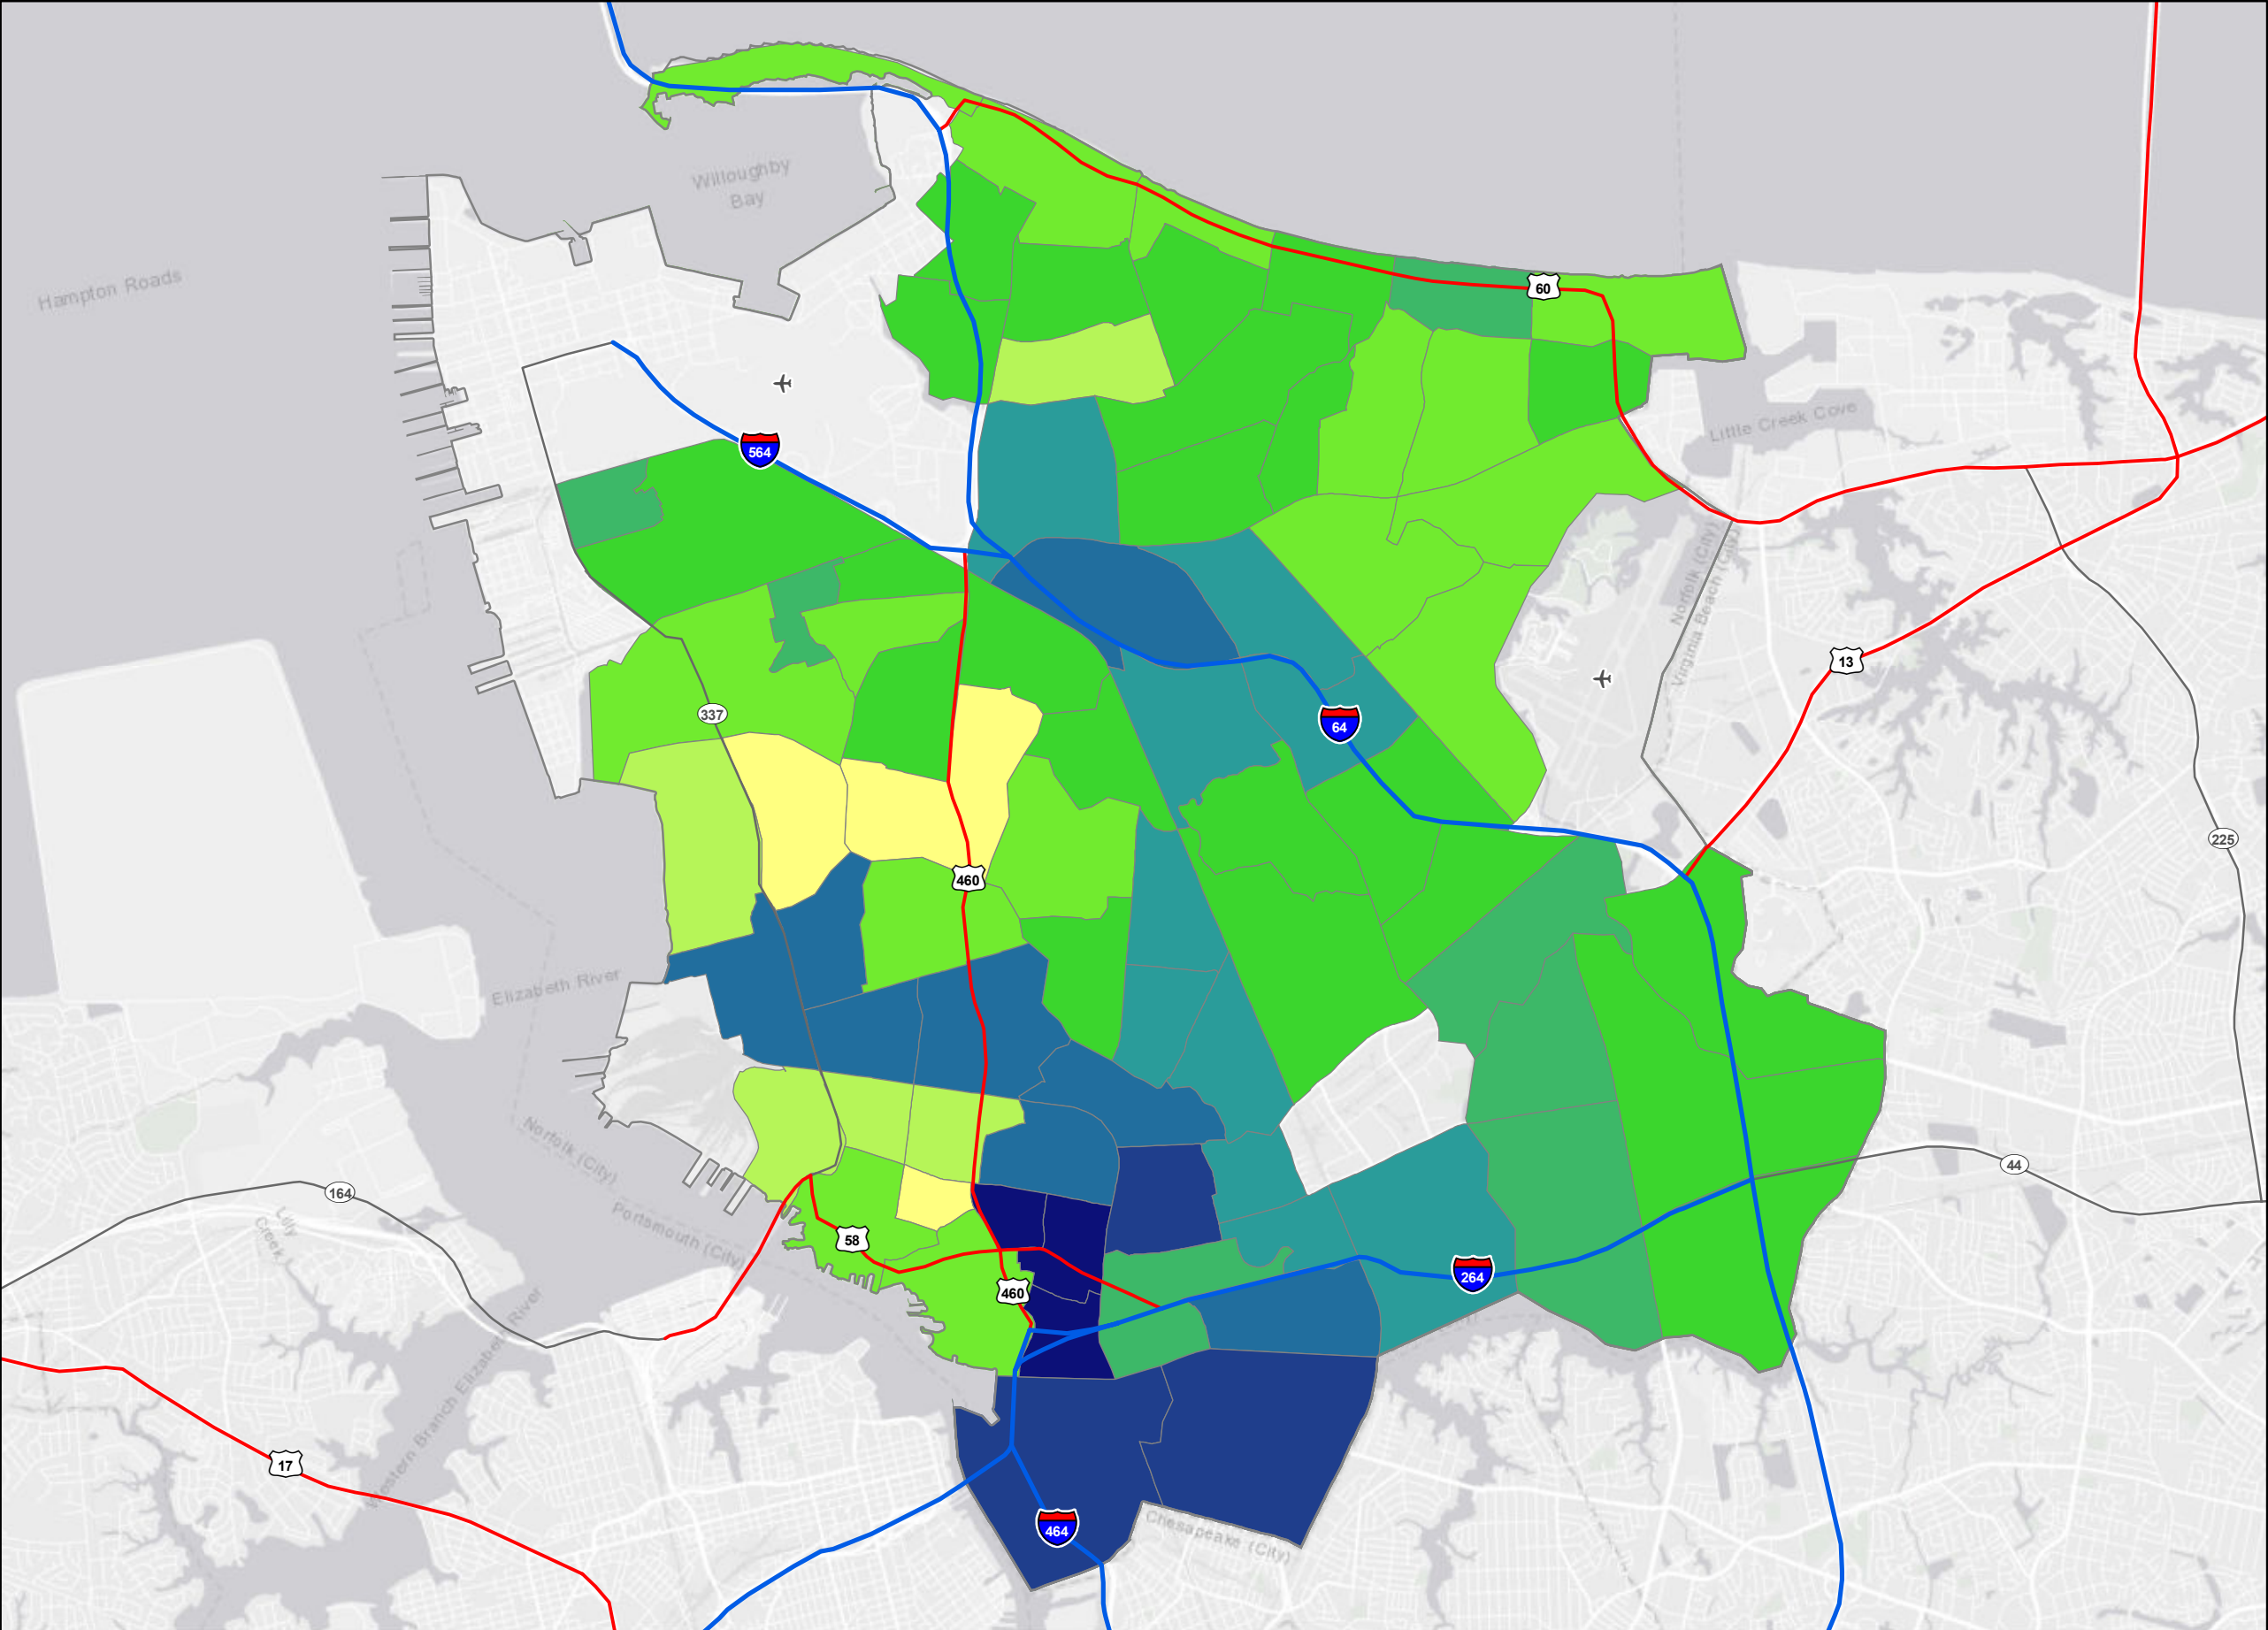 Willoughby
Bay
Hampton Roads
60
Little Creek Cove
564
Norfolk (City)
Virginia Beach (City)
13
337
64
225
460
Elizabeth River
Norfolk (City)
164
44
Portsmouth (City)
Lilly
Creek
58
264
460
Western Branch Elizabeth River
17
464
Chesapeake (City)